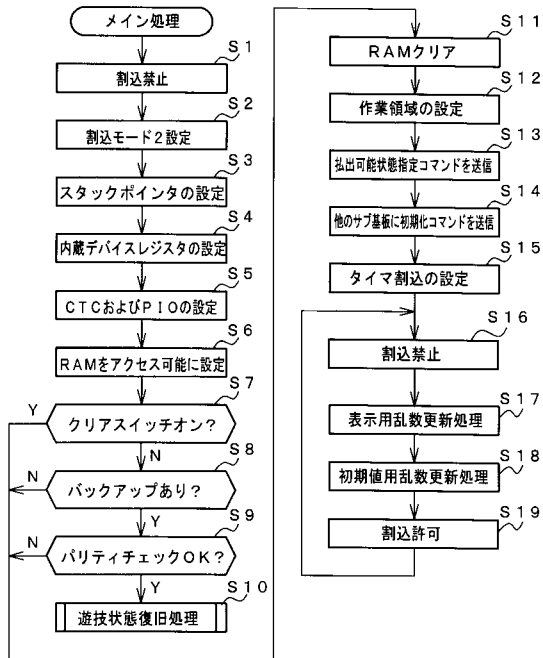 メイン処理
S1
割込禁止
S2
割込モード2設定
S3
スタックポインタの設定
S4
内蔵デバイスレジスタの設定
S5
CTCおよびPIOの設定
S6
RAMをアクセス可能に設定
S7
Y
クリアスイッチオン?
N
S8
N
バックアップあり?
Y
S9
N
パリティチェックOK?
Y
S10
遊技状態復旧処理
S11
RAMクリア
S12
作業領域の設定
S13
払出可能状態指定コマンドを送信
S14
他のサブ基板に初期化コマンドを送信
S15
タイマ割込の設定
S16
割込禁止
S17
表示用乱数更新処理
S18
初期値用乱数更新処理
S19
割込許可